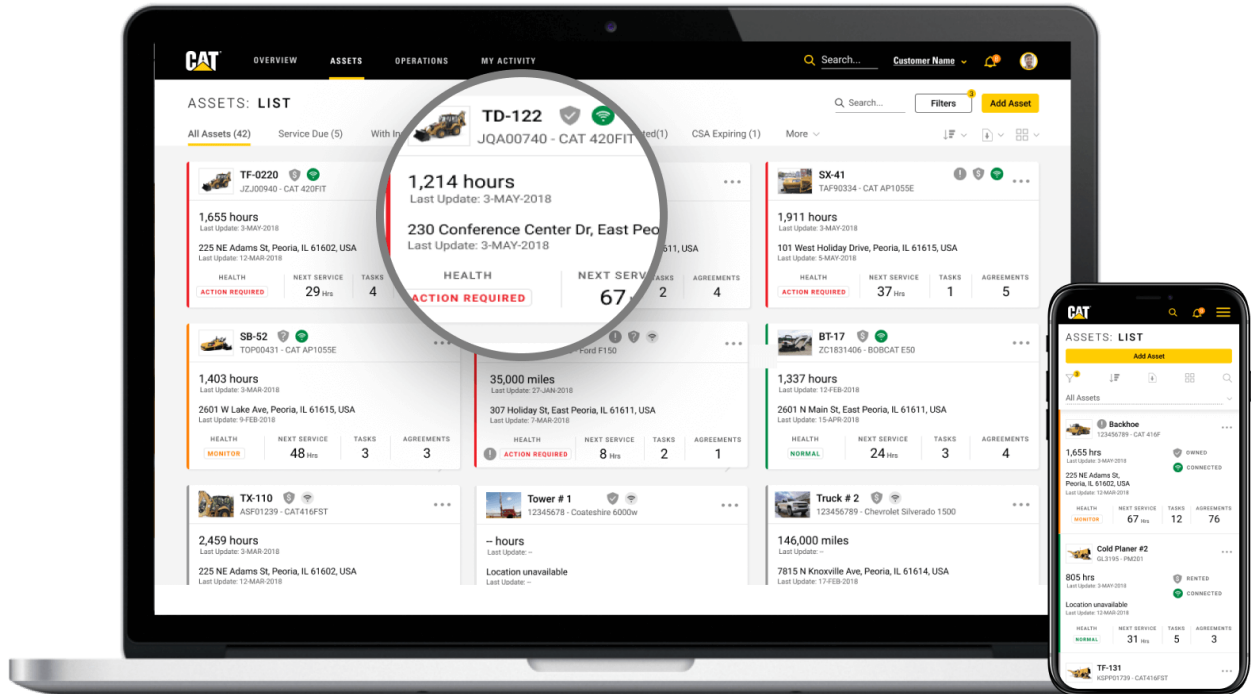 CAT
OVERVIEW
ASSETS
OPERATIONS
MY ACTIVITY
Search...
Customer Name
ASSETS: LIST
Search...
Filters
3
Add Asset
All Assets (42)
Service Due (5)
With In
ted(1)
CSA Expiring (1)
More
TF-0220
JZJ00940 - CAT 420FIT
1,655 hours
Last Update: 3-MAY-2018
225 NE Adams St, Peoria, IL 61602, USA
Last Update: 12-MAR-2018
HEALTH
NEXT SERVICE
TASKS
ACTION REQUIRED
29 Hrs
4
TD-122
JQA00740 - CAT 420FIT
1,214 hours
Last Update: 3-MAY-2018
230 Conference Center Dr, East Peo
Last Update: 3-MAY-2018
HEALTH
NEXT SERV
ACTION REQUIRED
67
611, USA
ASKS
AGREEMENTS
2
4
SX-41
TAF90334 - CAT AP1055E
1,911 hours
Last Update: 3-MAY-2018
101 West Holiday Drive, Peoria, IL 61615, USA
Last Update: 5-MAY-2018
HEALTH
NEXT SERVICE
TASKS
AGREEMENTS
ACTION REQUIRED
37 Hrs
1
5
SB-52
TOP00431 - CAT AP1055E
1,403 hours
Last Update: 3-MAR-2018
2601 W Lake Ave, Peoria, IL 61615, USA
Last Update: 9-FEB-2018
HEALTH
NEXT SERVICE
TASKS
AGREEMENTS
MONITOR
48 Hrs
3
3
- Ford F150
35,000 miles
Last Update: 27-JAN-2018
307 Holiday St, East Peoria, IL 61611, USA
Last Update: 7-MAR-2018
HEALTH
NEXT SERVICE
TASKS
AGREEMENTS
ACTION REQUIRED
8 Hrs
2
1
BT-17
ZC1831406 - BOBCAT E50
1,337 hours
Last Update: 12-FEB-2018
2601 N Main St, East Peoria, IL 61611, USA
Last Update: 15-APR-2018
HEALTH
NEXT SERVICE
TASKS
AGREEMENTS
NORMAL
24 Hrs
3
4
TX-110
ASF01239 - CAT416FST
2,459 hours
Last Update: 3-MAR-2018
225 NE Adams St, Peoria, IL 61602, USA
Last Update: 12-MAR-2018
Tower # 1
12345678 - Coateshire 6000w
-- hours
Last Update: --
Location unavailable
Last Update: --
Truck # 2
123456789 - Chevrolet Silverado 1500
146,000 miles
Last Update: --
7815 N Knoxville Ave, Peoria, IL 61614, USA
Last Update: 17-FEB-2018
CAT
ASSETS: LIST
Add Asset
All Assets
Backhoe
123456789 - CAT 416F
1,655 hrs
Last Update: 3-MAY-2018
OWNED
CONNECTED
225 NE Adams St,
Peoria, IL 61602, USA
Last Update: 12-MAR-2018
HEALTH
NEXT SERVICE
TASKS
AGREEMENTS
MONITOR
67 Hrs
12
76
Cold Planer #2
GL3195 - PM201
805 hrs
Last Update: 3-MAY-2018
RENTED
CONNECTED
Location unavailable
Last Update: 12-MAR-2018
HEALTH
NEXT SERVICE
TASKS
AGREEMENTS
NORMAL
31 Hrs
5
3
TF-131
KSPP01739 - CAT416FST